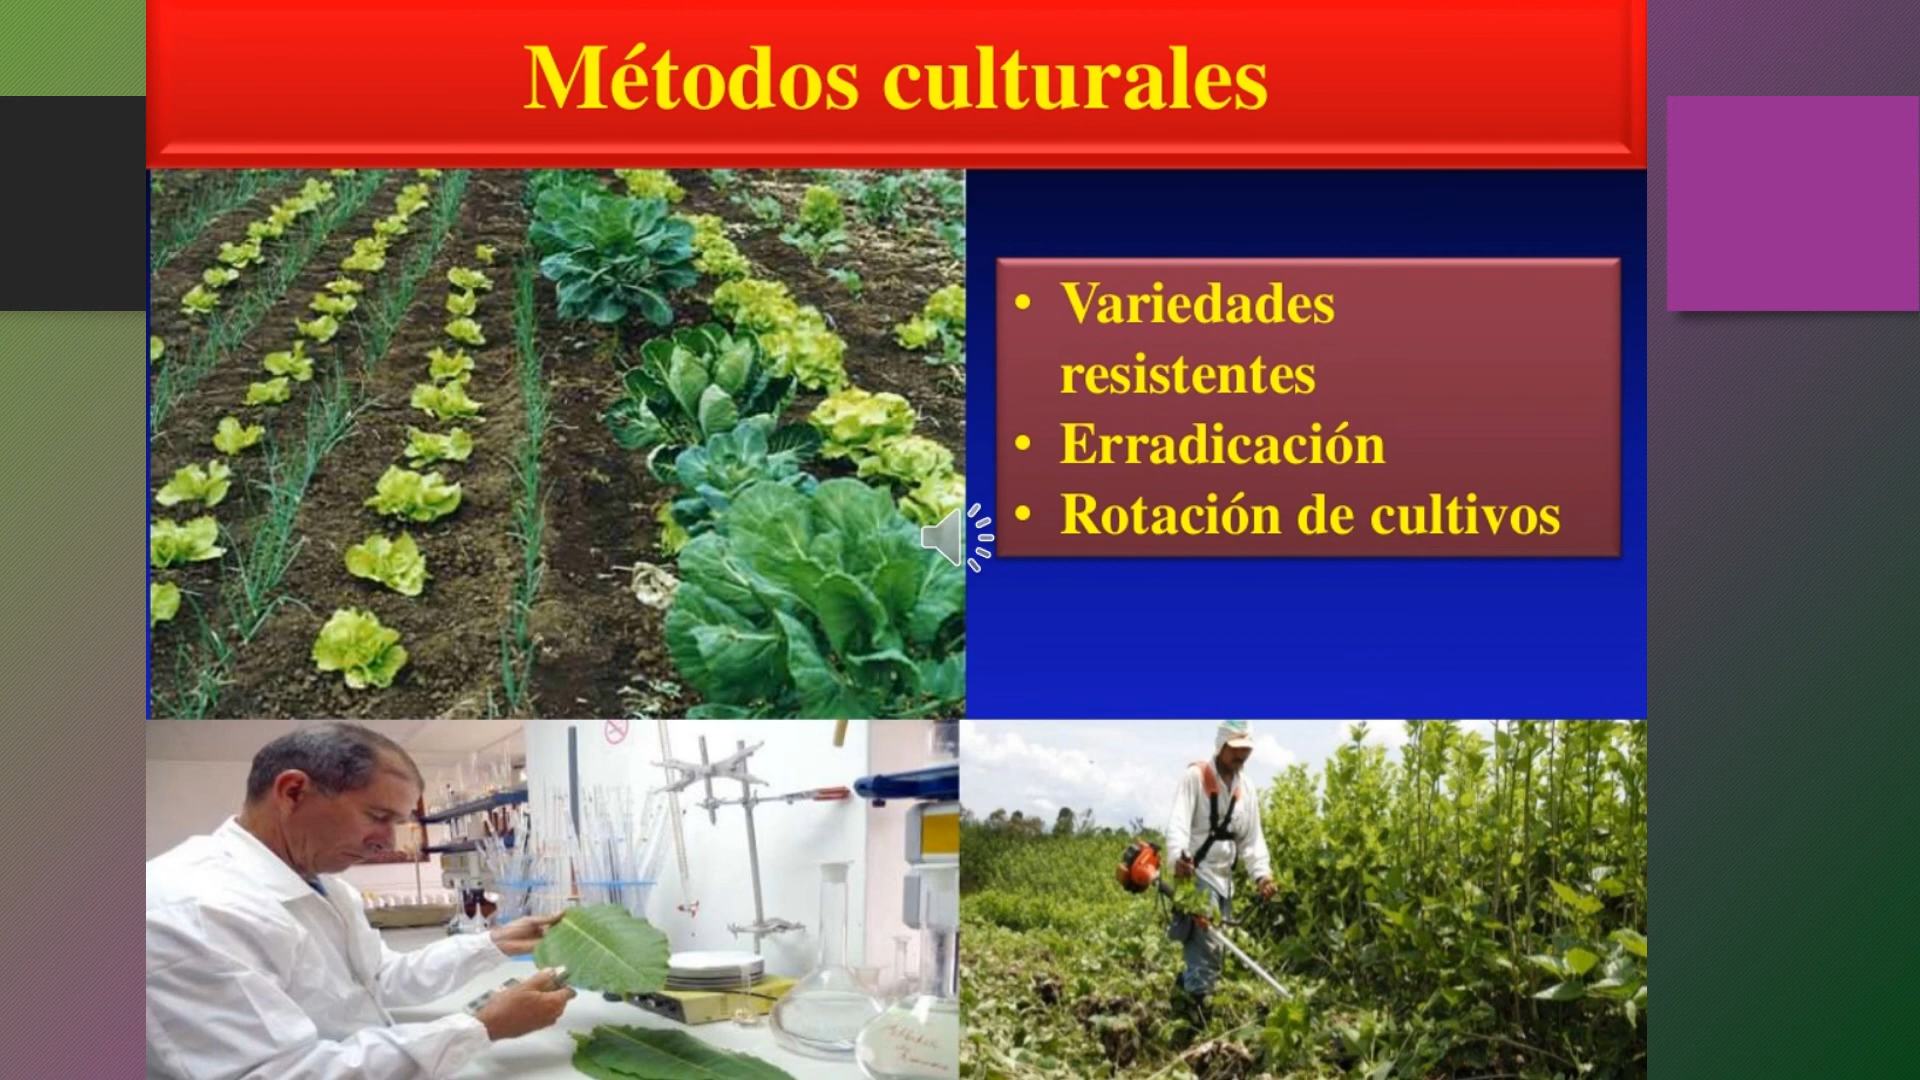 Métodos culturales
• Variedades
resistentes
• Erradicación
• Rotación de cultivos